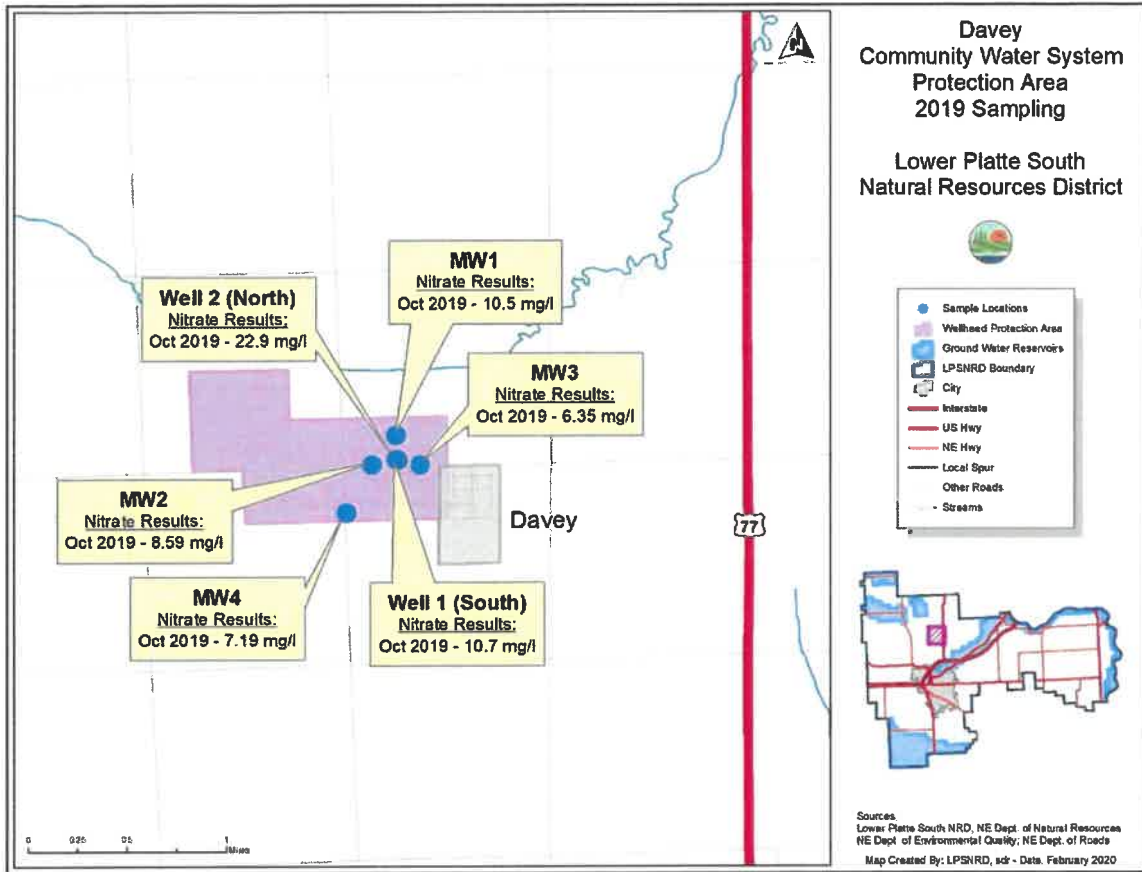 Davey
Community Water System
Protection Area
2019 Sampling
Lower Platte South
Natural Resources District
N
MW1
Nitrate Results:
Oct 2019 - 10.5 mg/l
Well 2 (North)
Nitrate Results:
Oct 2019 - 22.9 mg/l
MW3
Nitrate Results:
Oct 2019 - 6.35 mg/l
MW2
Nitrate Results:
Oct 2019 - 8.59 mg/l
Davey
77
MW4
Nitrate Results:
Oct 2019 - 7.19 mg/l
Well 1 (South)
Nitrate Results:
Oct 2019 - 10.7 mg/l
Sample Locations
Wellhead Protection Area
Ground Water Reservoirs
LPSNRD Boundary
City
Interstate
US Hwy
NE Hwy
Local Spur
Other Roads
Streams
0 0.25 0.5 1
Miles
Sources
Lower Platte South NRD, NE Dept. of Natural Resources
NE Dept of Environmental Quality; NE Dept. of Roads
Map Created By: LPSNRD, sdr - Date. February 2020